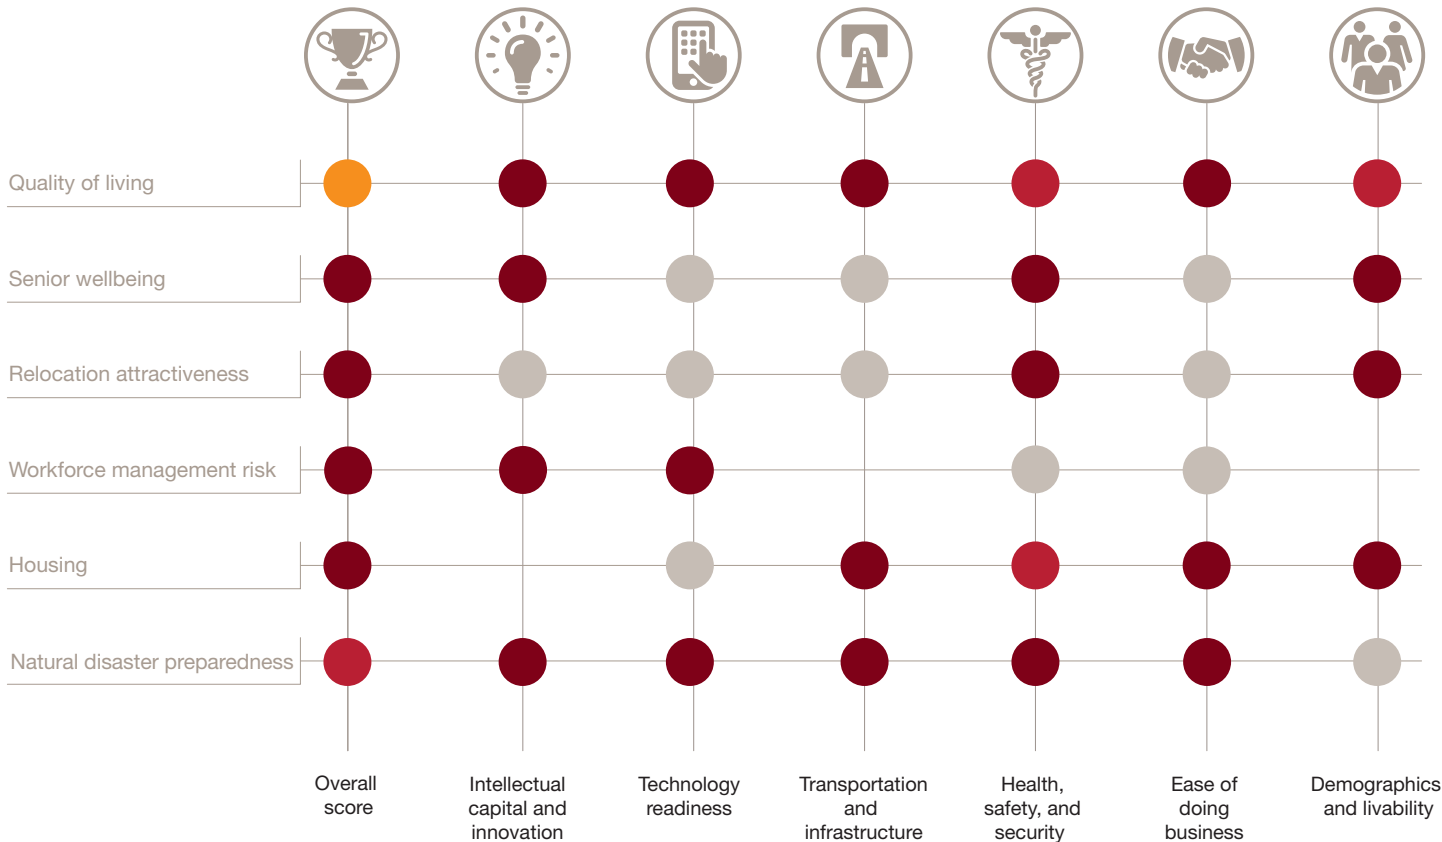 Quality of living
Senior wellbeing
Relocation attractiveness
Workforce management risk
Housing
Natural disaster preparedness
Overall
score
Intellectual
capital and
innovation
Technology
readiness
Transportation
and
infrastructure
Health,
safety, and
security
Ease of
doing
business
Demographics
and livability